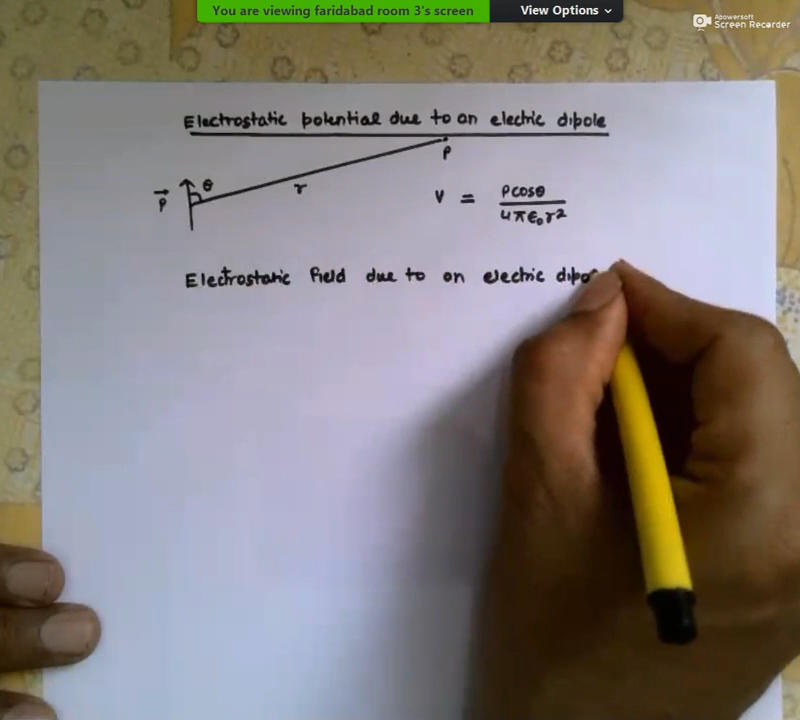 You are viewing faridabad room 3's screen View Options
Apowersoft
Screen Recorder
Electrostatic potential due to an electric dipole
P
θ
r
p⃗
V = pcosθ / 4πε₀r²
Electrostatic field due to an electric dipo